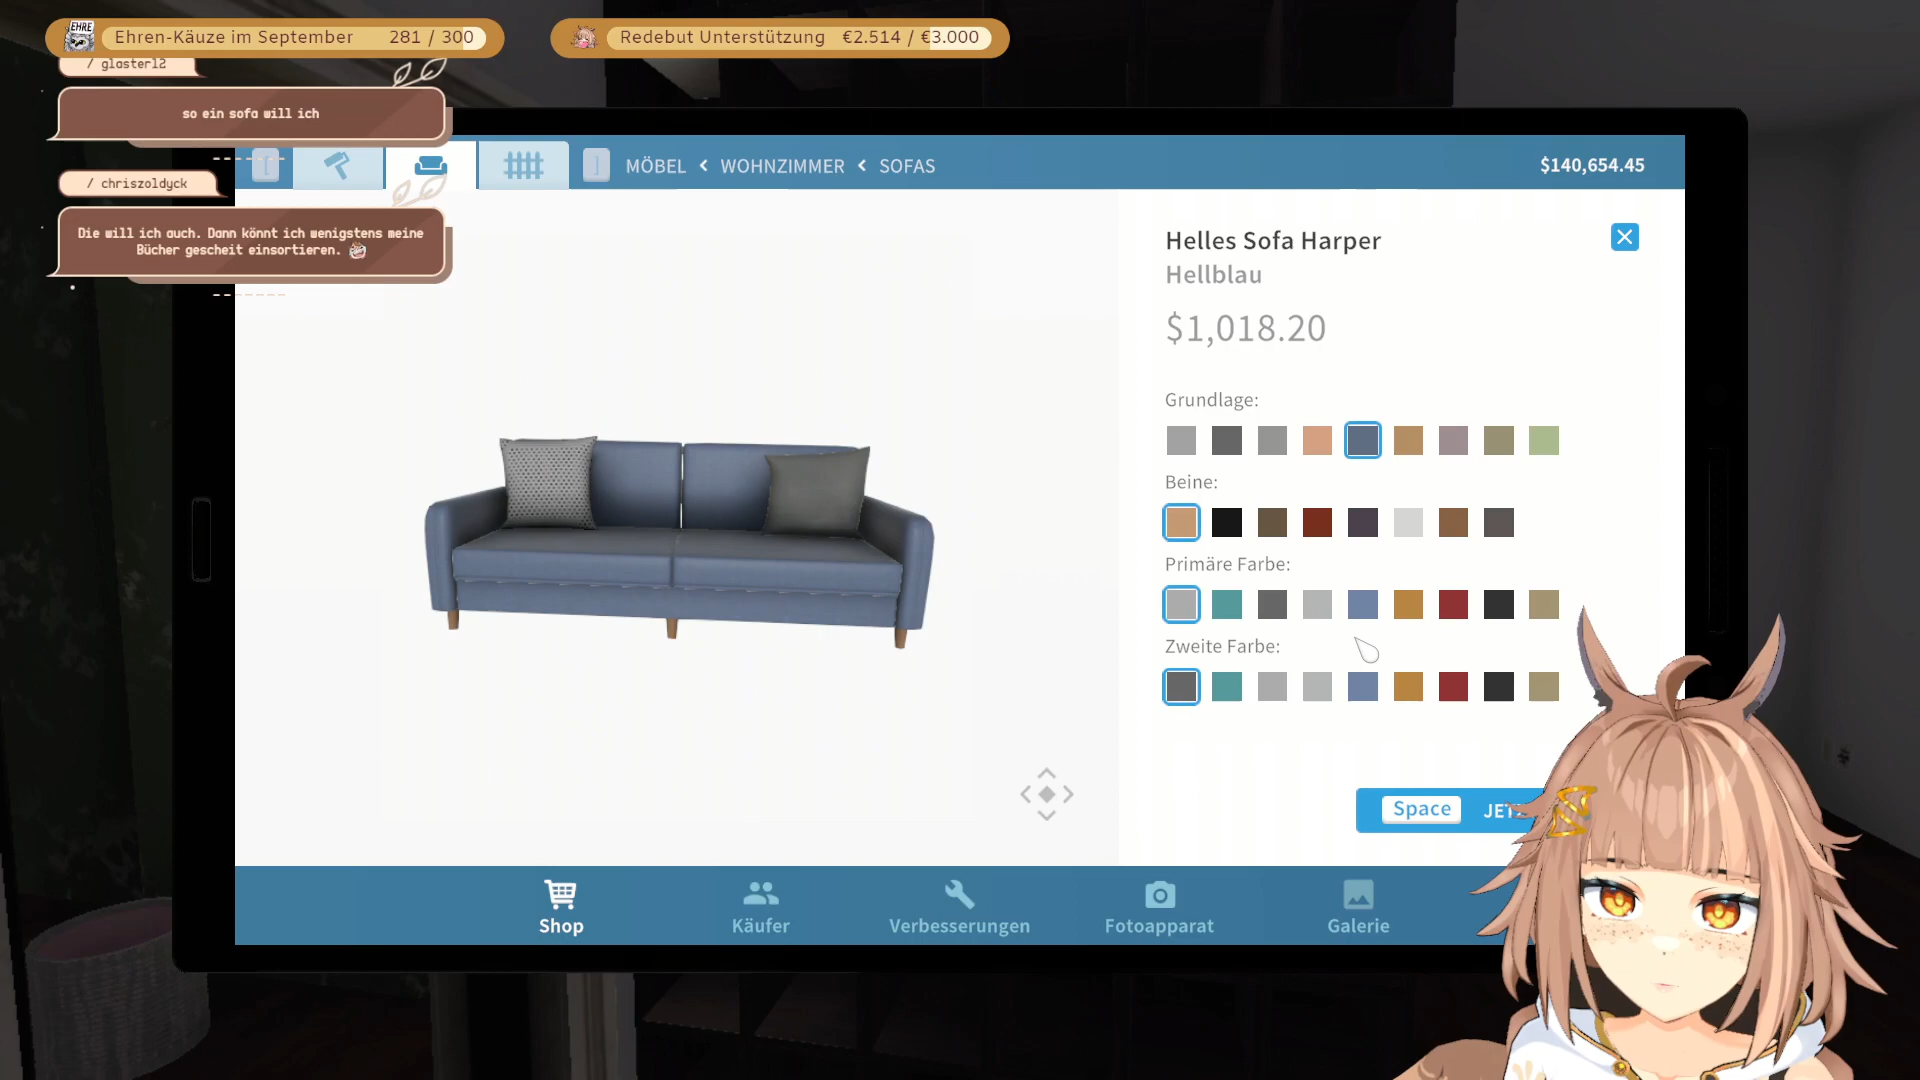 EHRE
Ehren-Käuze im September 281 / 300
Redebut Unterstützung €2.514 / €3.000
/ glaster12
so ein sofa will ich
/ chriszoldyck
Die will ich auch. Dann könnt ich wenigstens meine
Bücher gescheit einsortieren.
[ ] MÖBEL < WOHNZIMMER < SOFAS
$140,654.45
Helles Sofa Harper
Hellblau
$1,018.20
Grundlage:
Beine:
Primäre Farbe:
Zweite Farbe:
Space
Shop
Käufer
Verbesserungen
Fotoapparat
Galerie